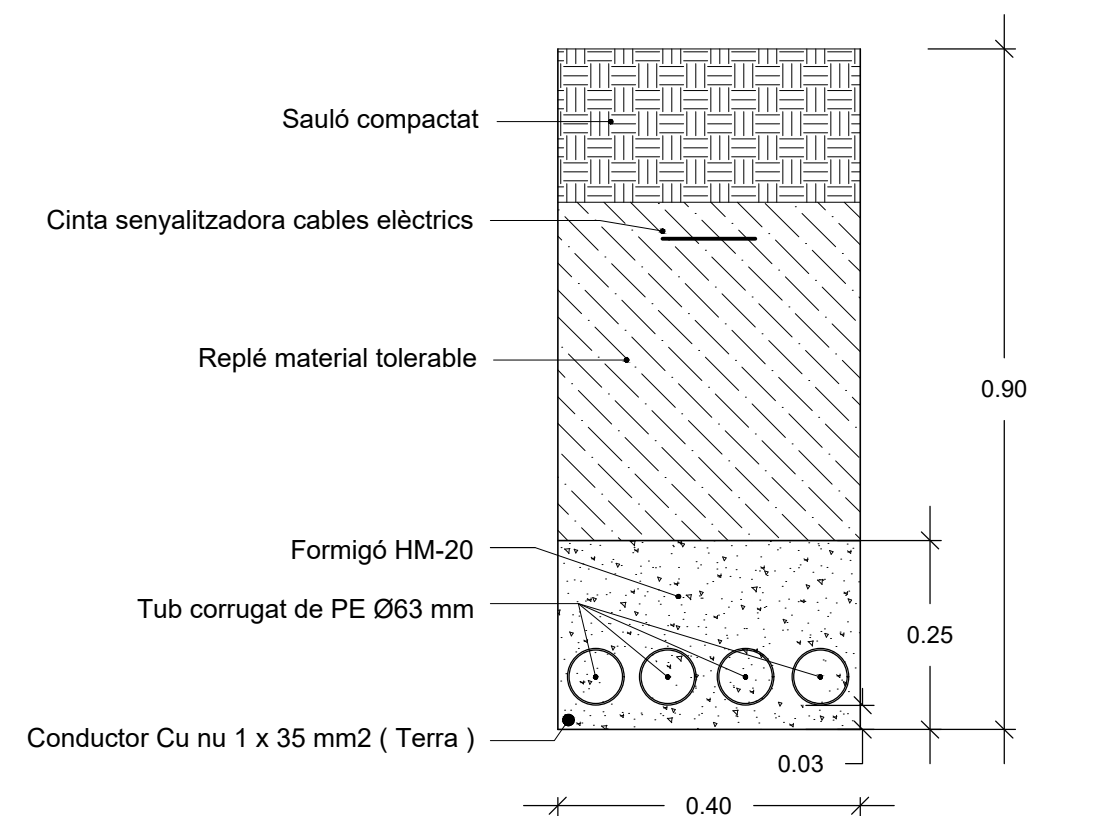 Sauló compactat
Cinta senyalitzadora cables elèctrics
Replé material tolerable
0.90
Formigó HM-20
Tub corrugat de PE Ø63 mm
0.25
Conductor Cu nu 1 x 35 mm2 ( Terra )
0.03
0.40